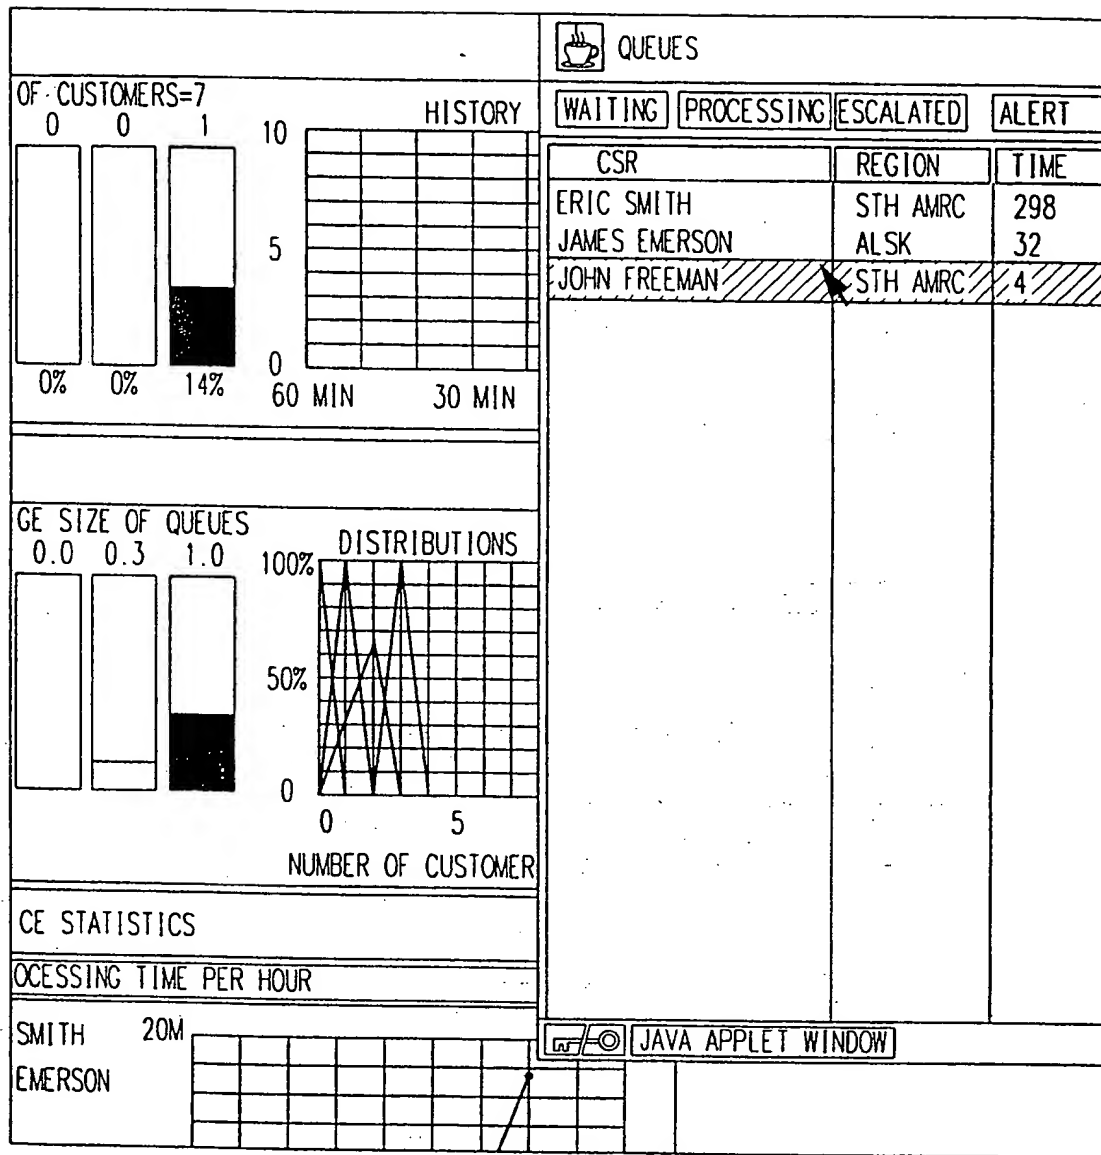 OF CUSTOMERS=7
0 0 1
HISTORY
10
5
0
0% 0% 14%
60 MIN 30 MIN
GE SIZE OF QUEUES
0.0 0.3 1.0
DISTRIBUTIONS
100%
50%
0
0 5
NUMBER OF CUSTOMER
CE STATISTICS
OCESSING TIME PER HOUR
SMITH 20M
EMERSON
QUEUES
WAITING PROCESSING ESCALATED ALERT
CSR REGION TIME
ERIC SMITH STH AMRC 298
JAMES EMERSON ALSK 32
JOHN FREEMAN STH AMRC 4
JAVA APPLET WINDOW